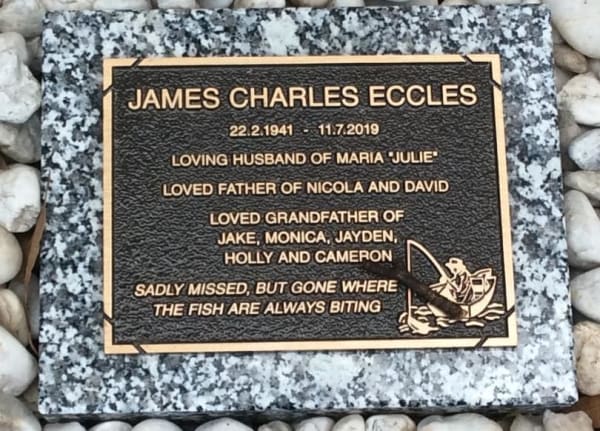 JAMES CHARLES ECCLES
22.2.1941 - 11.7.2019
LOVING HUSBAND OF MARIA "JULIE"
LOVED FATHER OF NICOLA AND DAVID
LOVED GRANDFATHER OF
JAKE, MONICA, JAYDEN,
HOLLY AND CAMERON
SADLY MISSED, BUT GONE WHERE
THE FISH ARE ALWAYS BITING